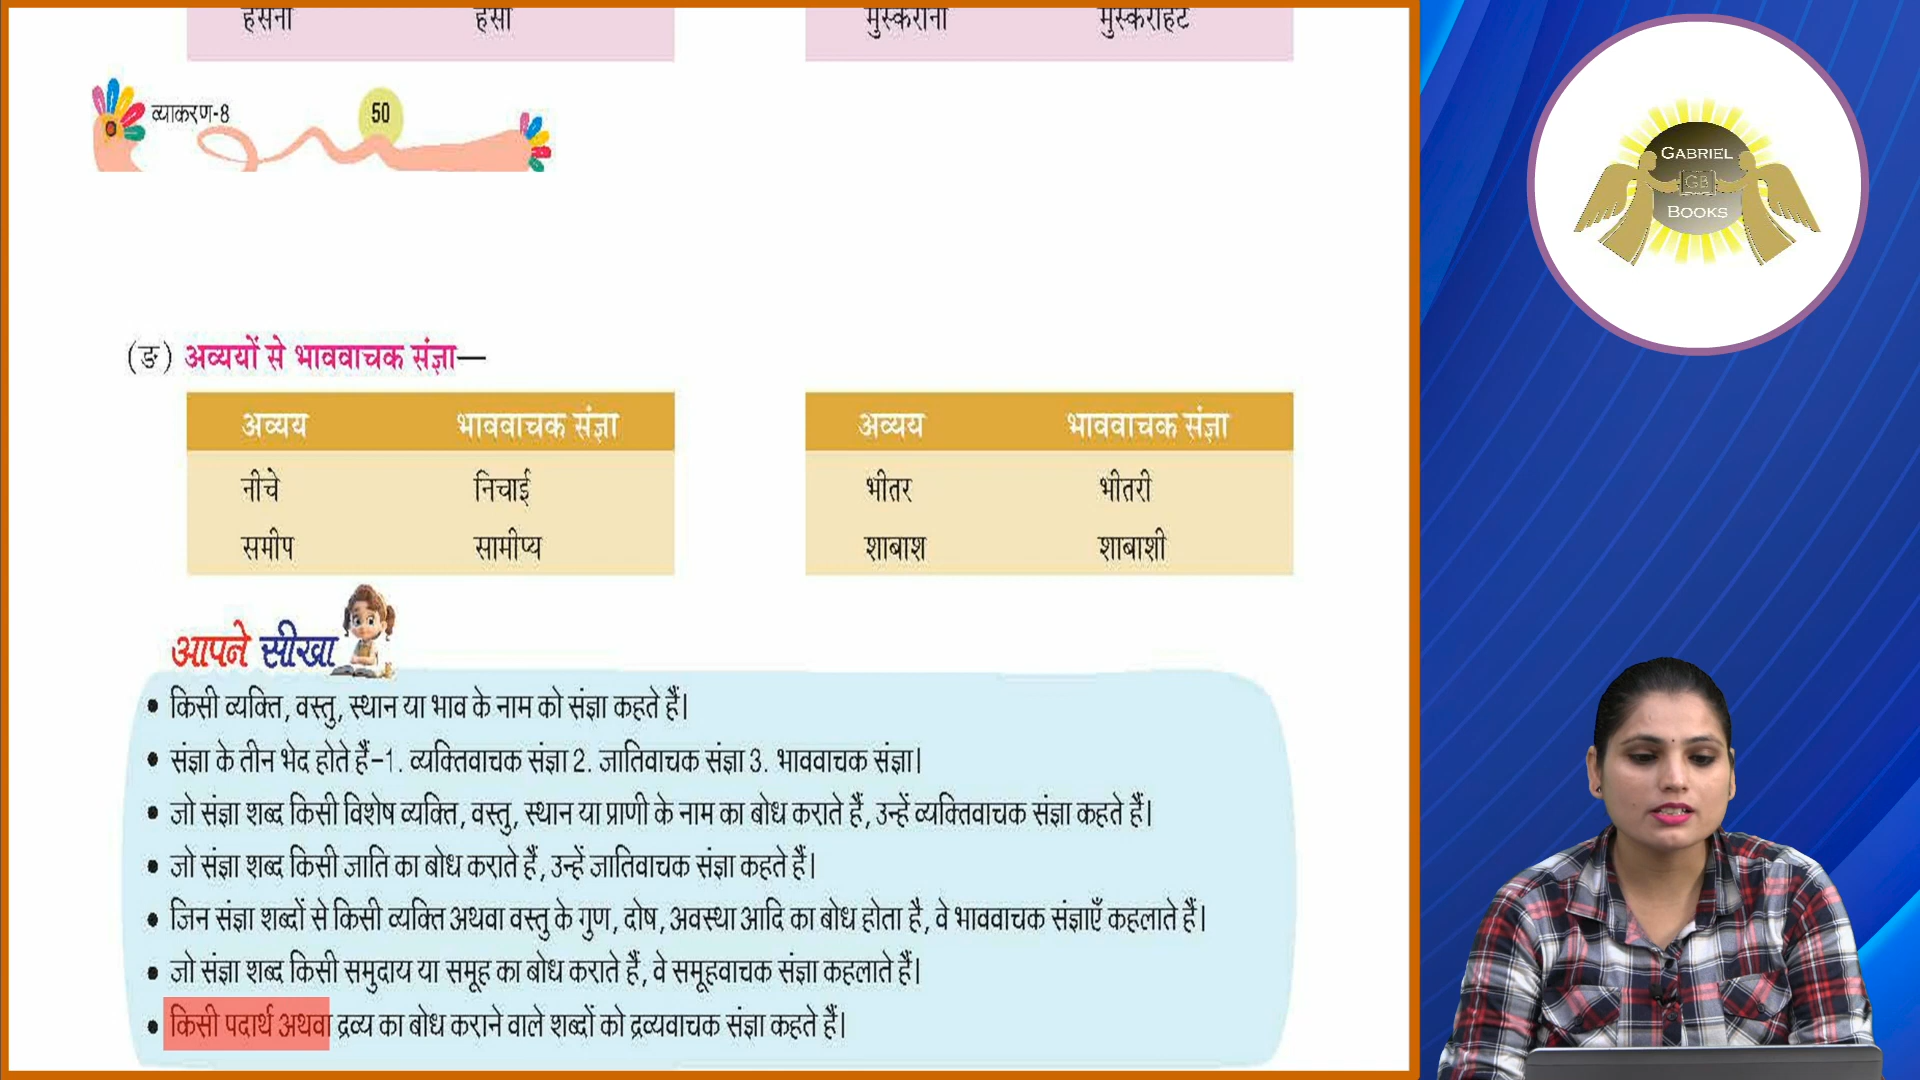 हँसना हँसी मुस्कराना मुस्कराहट
व्याकरण-8 50
(ङ) अव्ययों से भाववाचक संज्ञा—
अव्यय भाववाचक संज्ञा अव्यय भाववाचक संज्ञा
नीचे निचाई भीतर भीतरी
समीप सामीप्य शाबाश शाबाशी
आपने सीखा
• किसी व्यक्ति, वस्तु, स्थान या भाव के नाम को संज्ञा कहते हैं।
• संज्ञा के तीन भेद होते हैं–1. व्यक्तिवाचक संज्ञा 2. जातिवाचक संज्ञा 3. भाववाचक संज्ञा।
• जो संज्ञा शब्द किसी विशेष व्यक्ति, वस्तु, स्थान या प्राणी के नाम का बोध कराते हैं, उन्हें व्यक्तिवाचक संज्ञा कहते हैं।
• जो संज्ञा शब्द किसी जाति का बोध कराते हैं, उन्हें जातिवाचक संज्ञा कहते हैं।
• जिन संज्ञा शब्दों से किसी व्यक्ति अथवा वस्तु के गुण, दोष, अवस्था आदि का बोध होता है, वे भाववाचक संज्ञाएँ कहलाते हैं।
• जो संज्ञा शब्द किसी समुदाय या समूह का बोध कराते हैं, वे समूहवाचक संज्ञा कहलाते हैं।
• किसी पदार्थ अथवा द्रव्य का बोध कराने वाले शब्दों को द्रव्यवाचक संज्ञा कहते हैं।
GABRIEL
GB
BOOKS